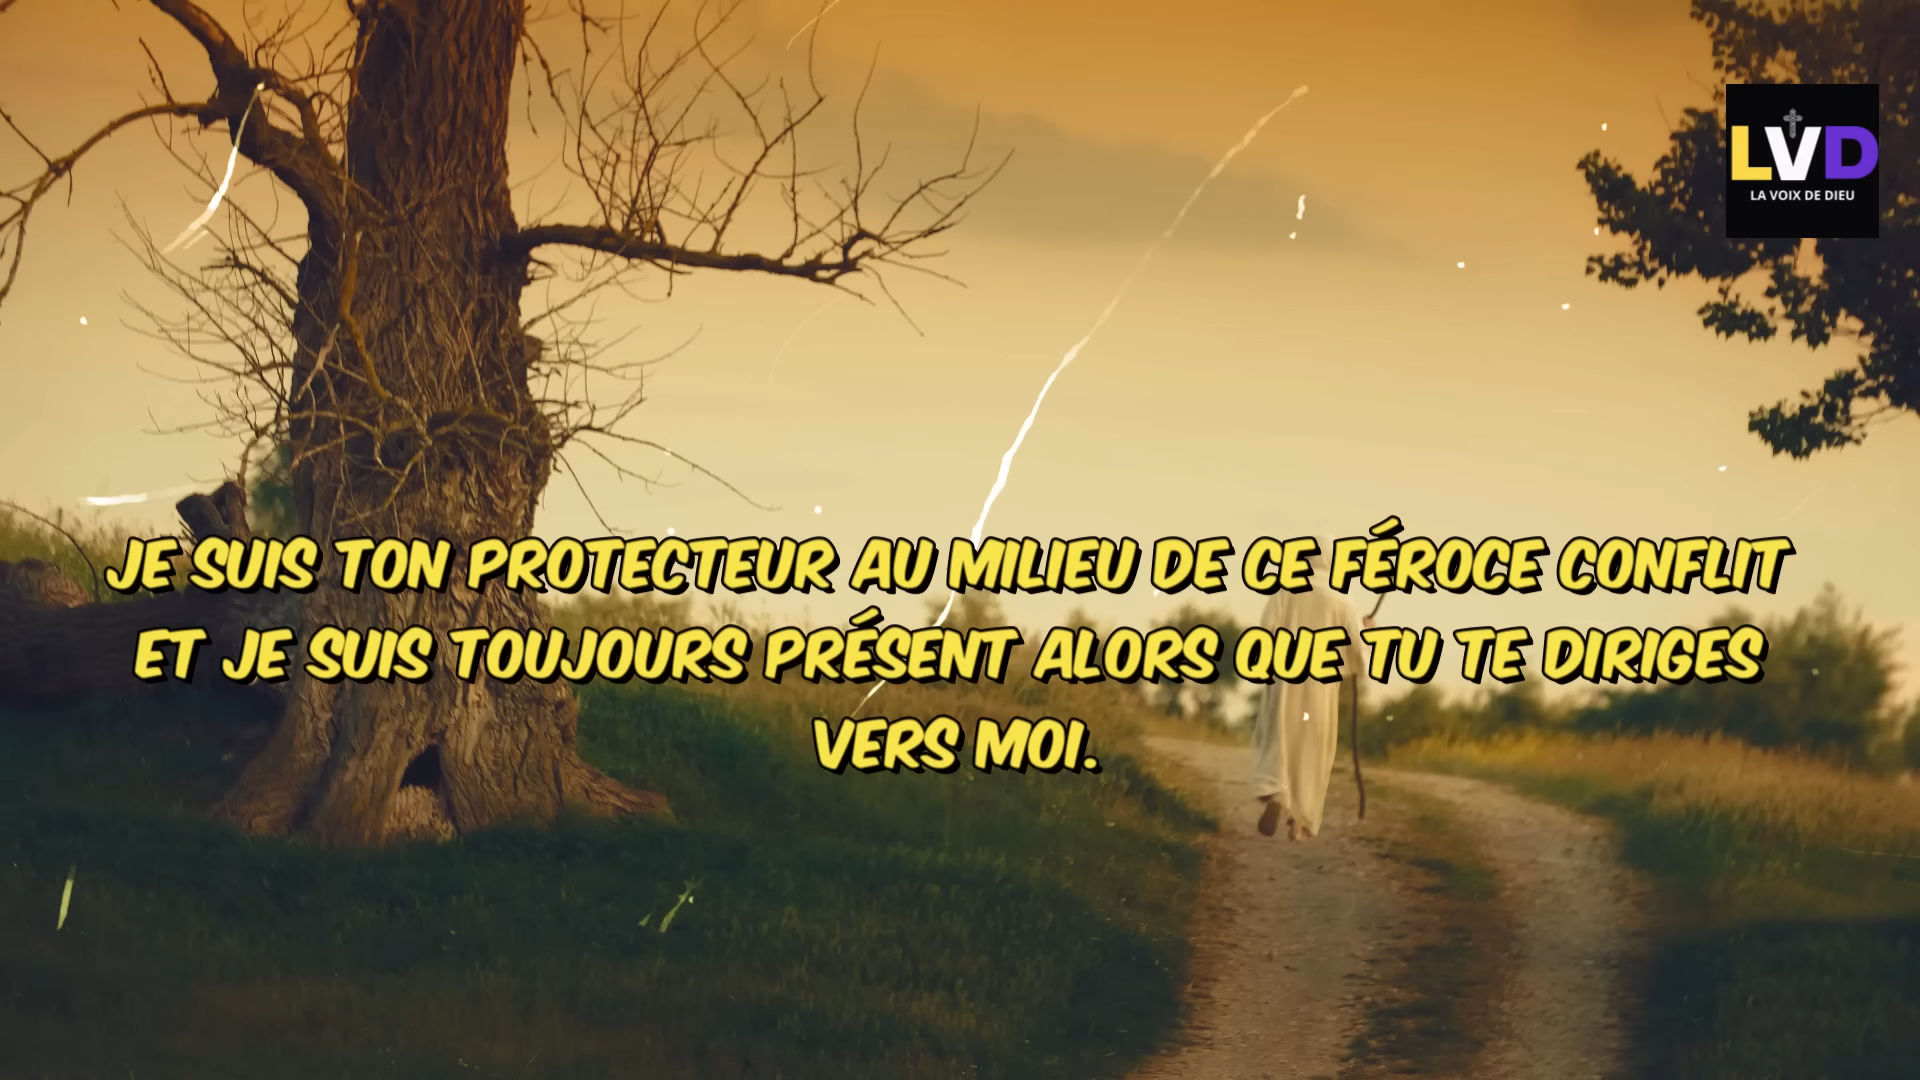 LVD
LA VOIX DE DIEU
JE SUIS TON PROTECTEUR AU MILIEU DE CE FÉROCE CONFLIT
ET JE SUIS TOUJOURS PRÉSENT ALORS QUE TU TE DIRIGES
VERS MOI.